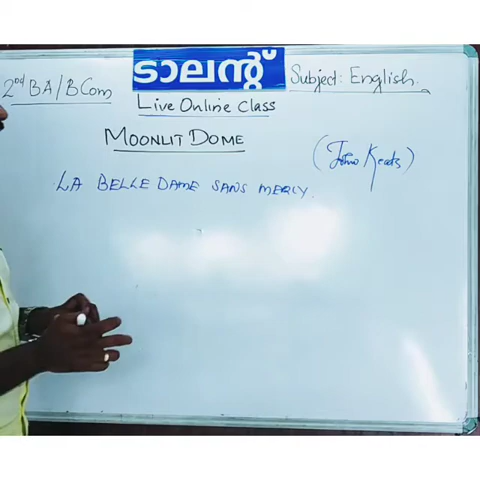 2nd BA/BCom
ടാലന്റ്
Subject: English.
Live Online Class
MOONLIT DOME
(John Keats)
LA BELLE DAME SANS MERCY.